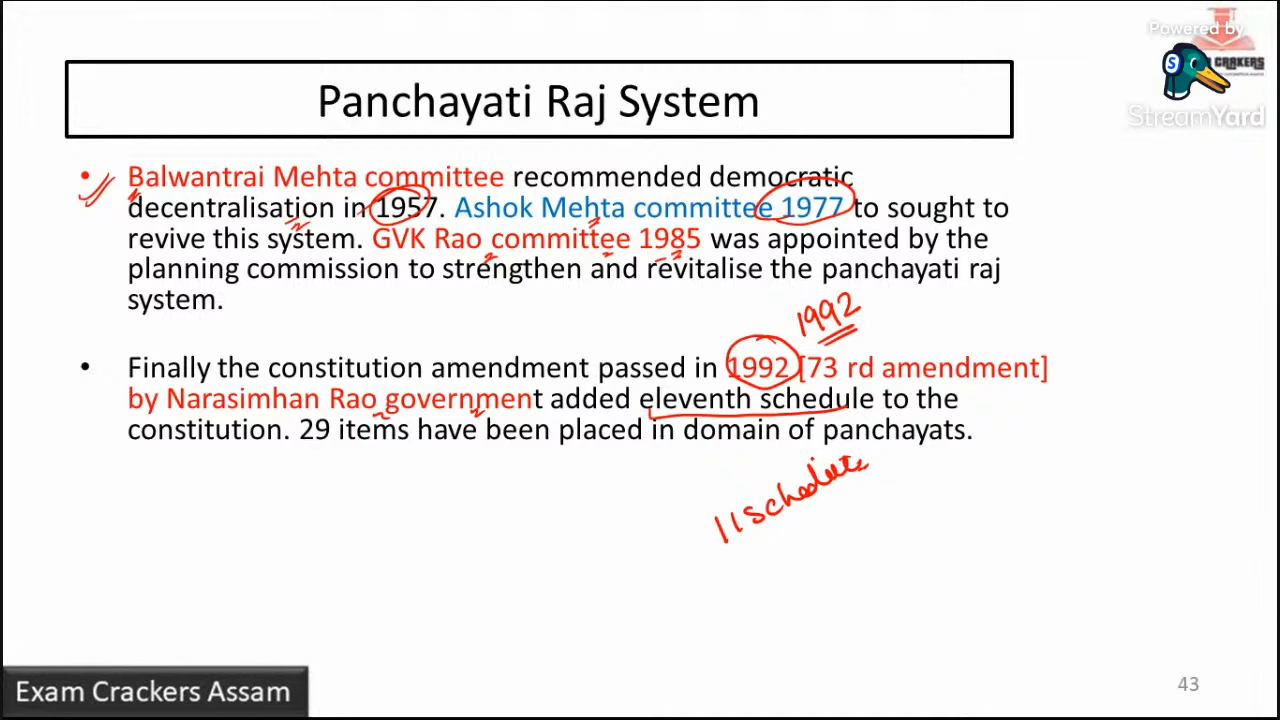 Powered by
CRAKERS
StreamYard
Panchayati Raj System
• Balwantrai Mehta committee recommended democratic
decentralisation in 1957. Ashok Mehta committee 1977 to sought to
revive this system. GVK Rao committee 1985 was appointed by the
planning commission to strengthen and revitalise the panchayati raj
system.
1992
• Finally the constitution amendment passed in 1992 [73 rd amendment]
by Narasimhan Rao government added eleventh schedule to the
constitution. 29 items have been placed in domain of panchayats.
11 schedule
Exam Crackers Assam
43